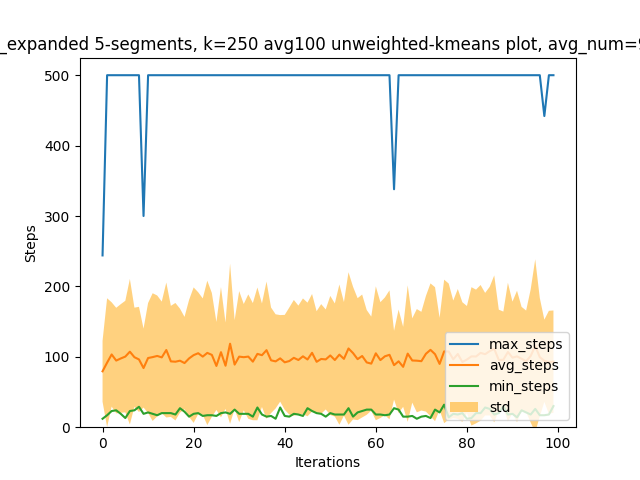 _expanded 5-segments, k=250 avg100 unweighted-kmeans plot, avg_num=9
500
400
300
200
100
0
Steps
0 20 40 60 80 100
Iterations
max_steps
avg_steps
min_steps
std